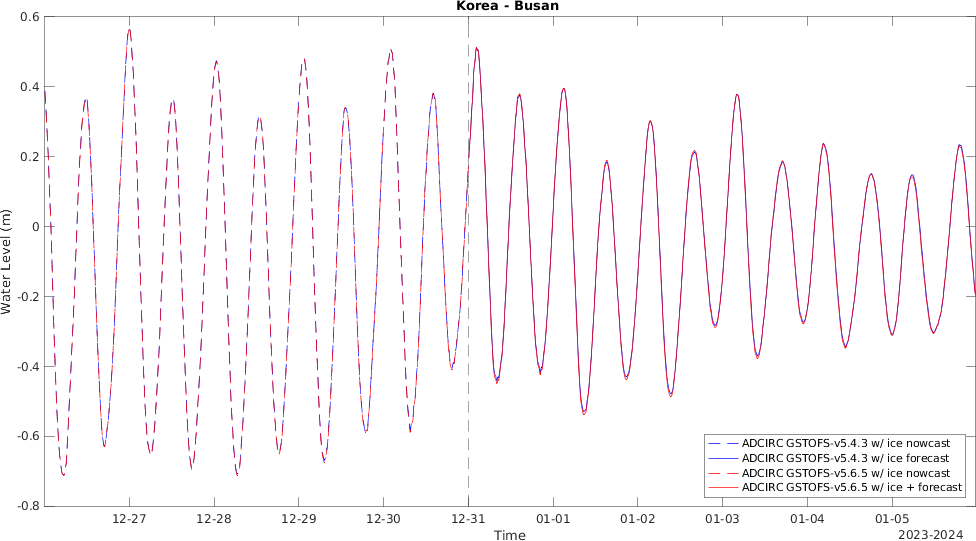 Korea - Busan
0.6
0.4
0.2
0
-0.2
-0.4
-0.6
-0.8
Water Level (m)
12-27
12-28
12-29
12-30
12-31
01-01
01-02
01-03
01-04
01-05
Time
2023-2024
ADCIRC GSTOFS-v5.4.3 w/ ice nowcast
ADCIRC GSTOFS-v5.4.3 w/ ice forecast
ADCIRC GSTOFS-v5.6.5 w/ ice nowcast
ADCIRC GSTOFS-v5.6.5 w/ ice + forecast